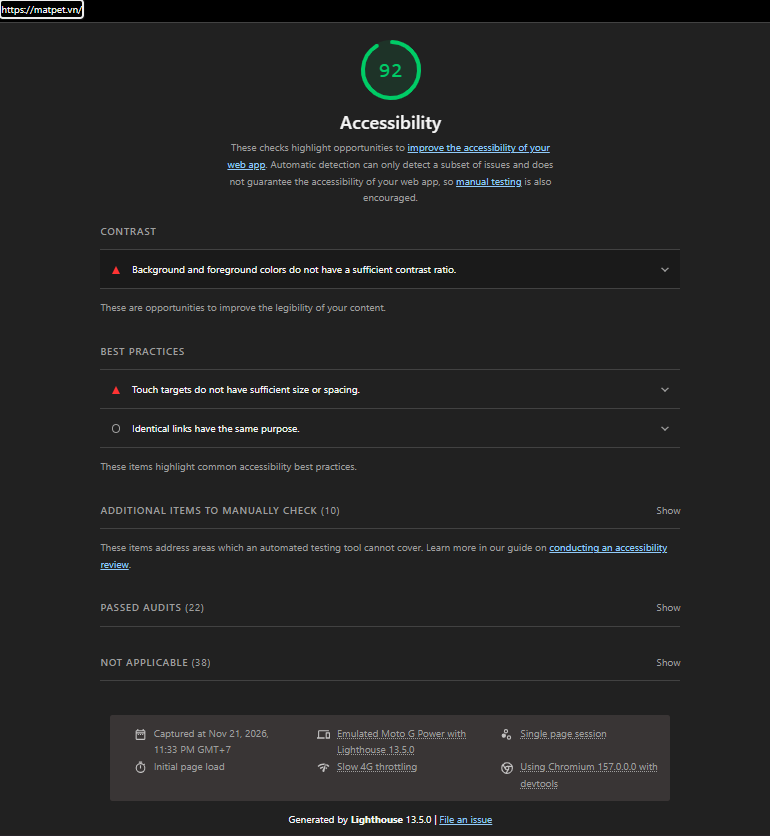 https://matpet.vn/
92
Accessibility
These checks highlight opportunities to improve the accessibility of your
web app. Automatic detection can only detect a subset of issues and does
not guarantee the accessibility of your web app, so manual testing is also
encouraged.
CONTRAST
Background and foreground colors do not have a sufficient contrast ratio.
These are opportunities to improve the legibility of your content.
BEST PRACTICES
Touch targets do not have sufficient size or spacing.
Identical links have the same purpose.
These items highlight common accessibility best practices.
ADDITIONAL ITEMS TO MANUALLY CHECK (10) Show
These items address areas which an automated testing tool cannot cover. Learn more in our guide on conducting an accessibility
review.
PASSED AUDITS (22) Show
NOT APPLICABLE (38) Show
Captured at Nov 21, 2026,
11:33 PM GMT+7
Emulated Moto G Power with
Lighthouse 13.5.0
Single page session
Initial page load
Slow 4G throttling
Using Chromium 157.0.0.0 with
devtools
Generated by Lighthouse 13.5.0 | File an issue